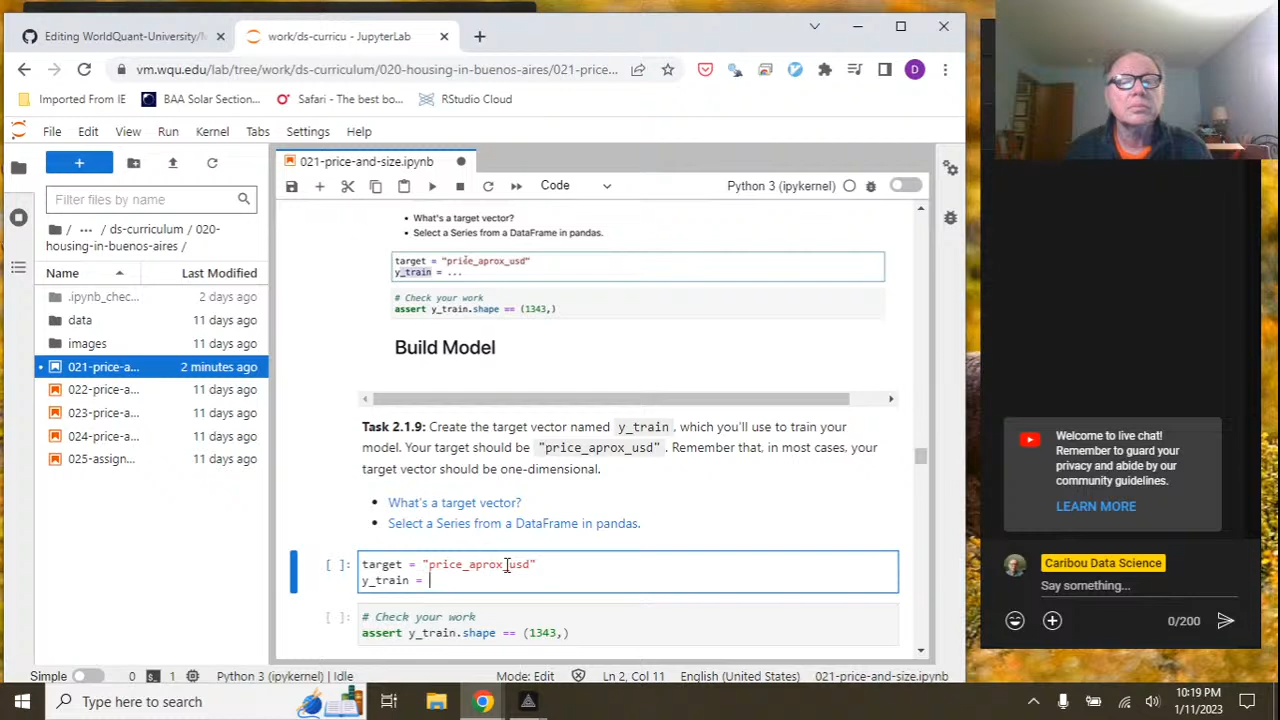 Editing WorldQuant-University/
work/ds-curricu - JupyterLab
vm.wqu.edu/lab/tree/work/ds-curriculum/020-housing-in-buenos-aires/021-price...
D
Imported From IE
BAA Solar Section...
Safari - The best bo...
RStudio Cloud
File Edit View Run Kernel Tabs Settings Help
021-price-and-size.ipynb
Code
Python 3 (ipykernel)
Filter files by name
/ ... / ds-curriculum / 020-
housing-in-buenos-aires /
Name Last Modified
.ipynb_chec... 2 days ago
data 11 days ago
images 11 days ago
021-price-a... 2 minutes ago
022-price-a... 11 days ago
023-price-a... 11 days ago
024-price-a... 11 days ago
025-assign... 11 days ago
What's a target vector?
Select a Series from a DataFrame in pandas.
target = "price_aprox_usd"
y_train = ...
# Check your work
assert y_train.shape == (1343,)
Build Model
Task 2.1.9: Create the target vector named y_train, which you'll use to train your
model. Your target should be "price_aprox_usd". Remember that, in most cases, your
target vector should be one-dimensional.
What's a target vector?
Select a Series from a DataFrame in pandas.
[ ]: target = "price_aprox_usd"
y_train =
[ ]: # Check your work
assert y_train.shape == (1343,)
Simple 0 1 Python 3 (ipykernel) | Idle Mode: Edit Ln 2, Col 11 English (United States) 021-price-and-size.ipynb
Welcome to live chat!
Remember to guard your
privacy and abide by our
community guidelines.
LEARN MORE
Caribou Data Science
Say something...
0/200
Type here to search
10:19 PM
1/11/2023